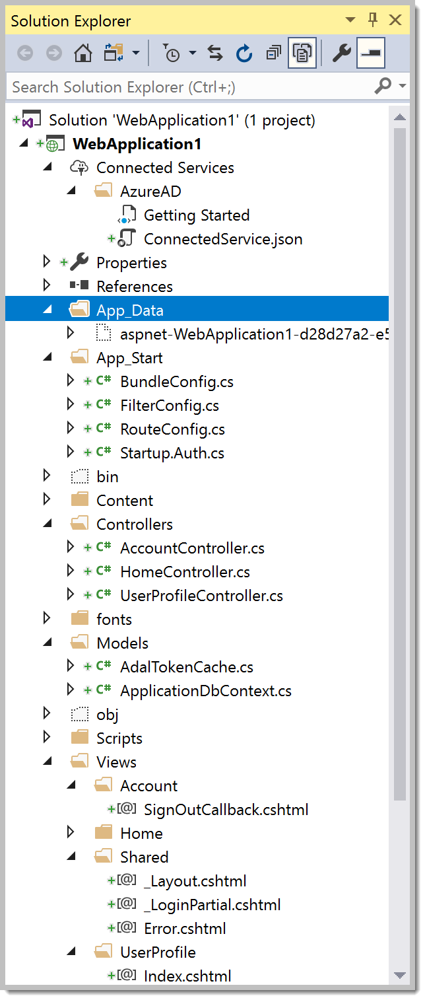 Solution Explorer
Search Solution Explorer (Ctrl+;)
Solution 'WebApplication1' (1 project)
WebApplication1
Connected Services
AzureAD
Getting Started
ConnectedService.json
Properties
References
App_Data
aspnet-WebApplication1-d28d27a2-e5
App_Start
C# BundleConfig.cs
C# FilterConfig.cs
C# RouteConfig.cs
C# Startup.Auth.cs
bin
Content
Controllers
C# AccountController.cs
C# HomeController.cs
C# UserProfileController.cs
fonts
Models
C# AdalTokenCache.cs
C# ApplicationDbContext.cs
obj
Scripts
Views
Account
[@] SignOutCallback.cshtml
Home
Shared
[@] _Layout.cshtml
[@] _LoginPartial.cshtml
[@] Error.cshtml
UserProfile
[@] Index.cshtml